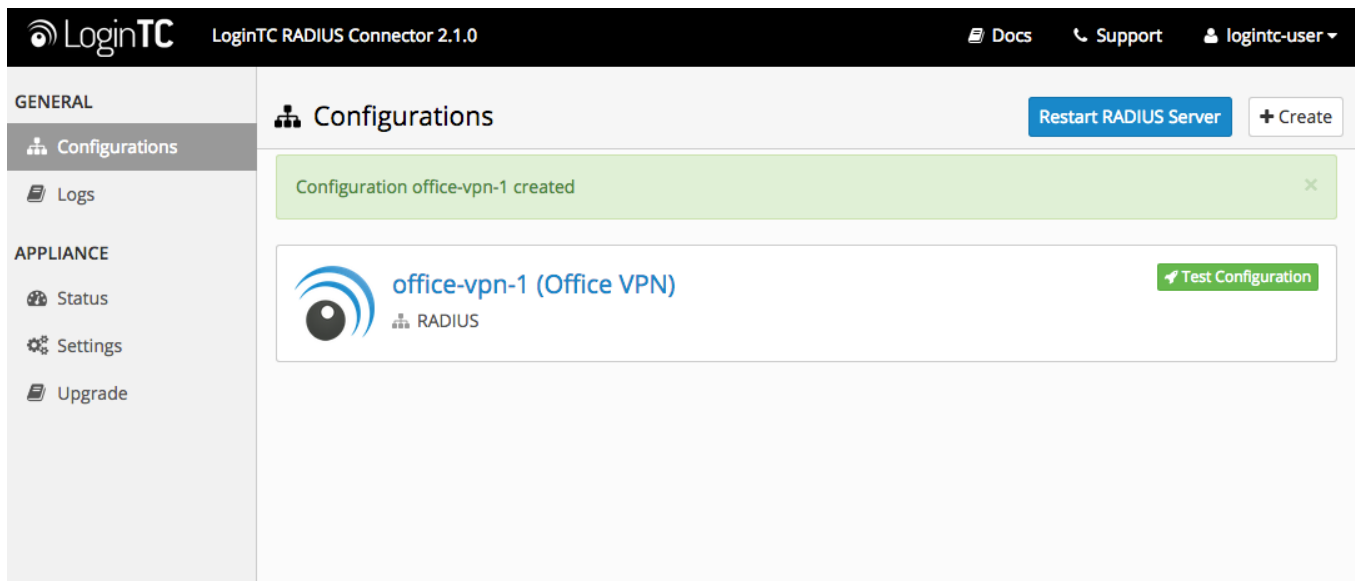 LoginTC LoginTC RADIUS Connector 2.1.0 Docs Support logintc-user
GENERAL
Configurations
Logs
APPLIANCE
Status
Settings
Upgrade
Configurations Restart RADIUS Server + Create
Configuration office-vpn-1 created ×
office-vpn-1 (Office VPN) Test Configuration
RADIUS